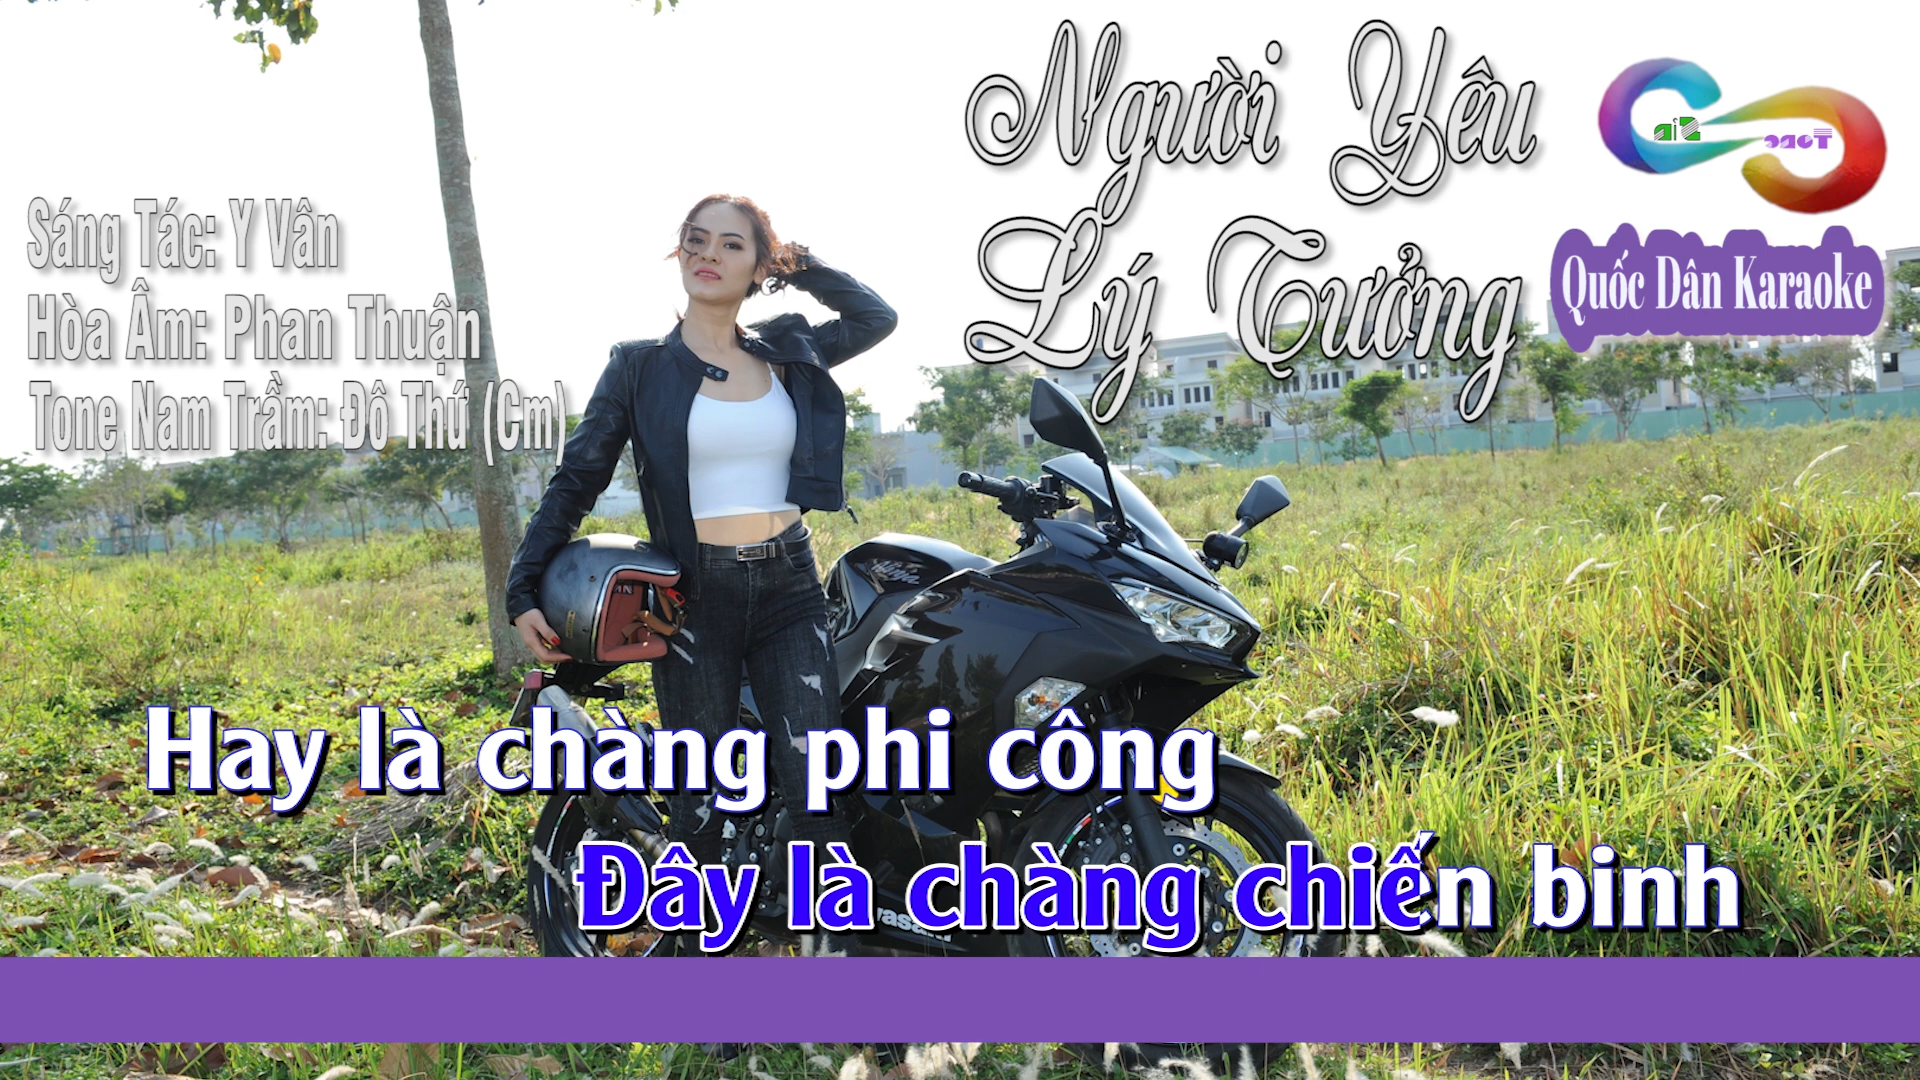 Người Yêu
Lý Tưởng
Quốc Dân Karaoke
Sáng Tác: Y Vân
Hòa Âm: Phan Thuận
Tone Nam Trầm: Đô Thứ (Cm)
Ninja
Hay là chàng phi công
Đây là chàng chiến binh